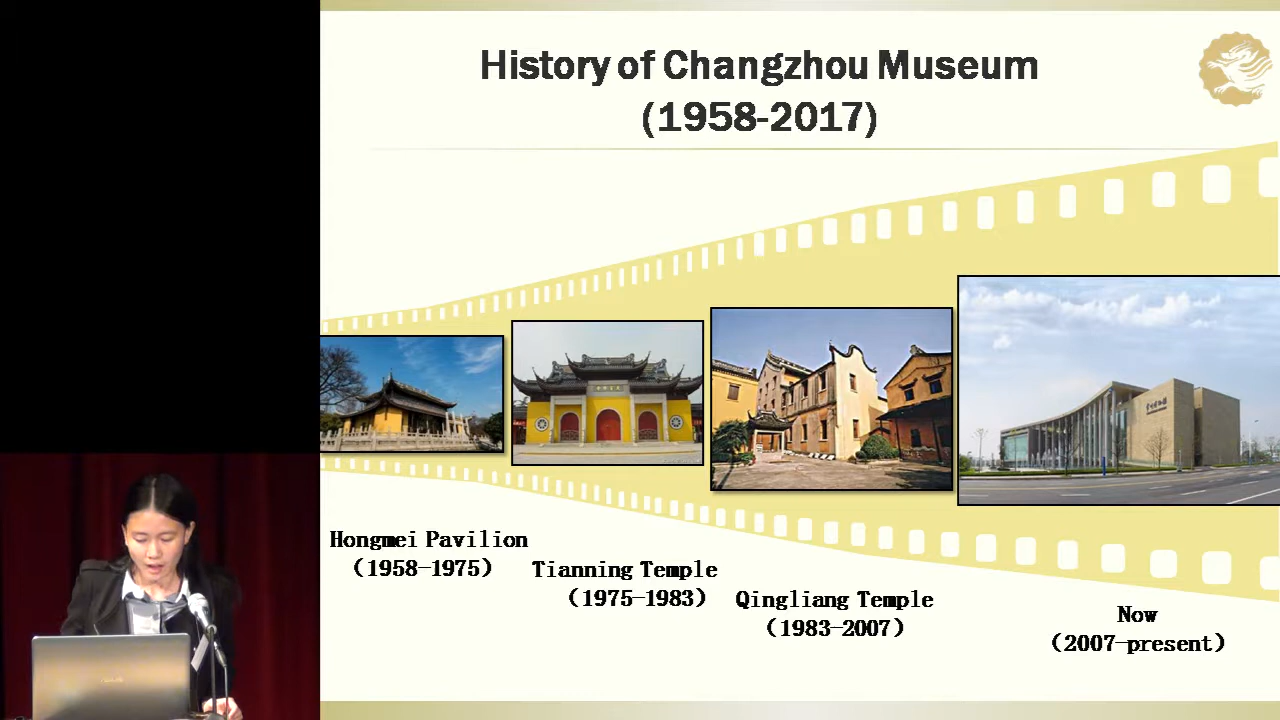 History of Changzhou Museum
(1958-2017)
Hongmei Pavilion
(1958-1975)
Tianning Temple
(1975-1983)
Qingliang Temple
(1983-2007)
Now
(2007-present)